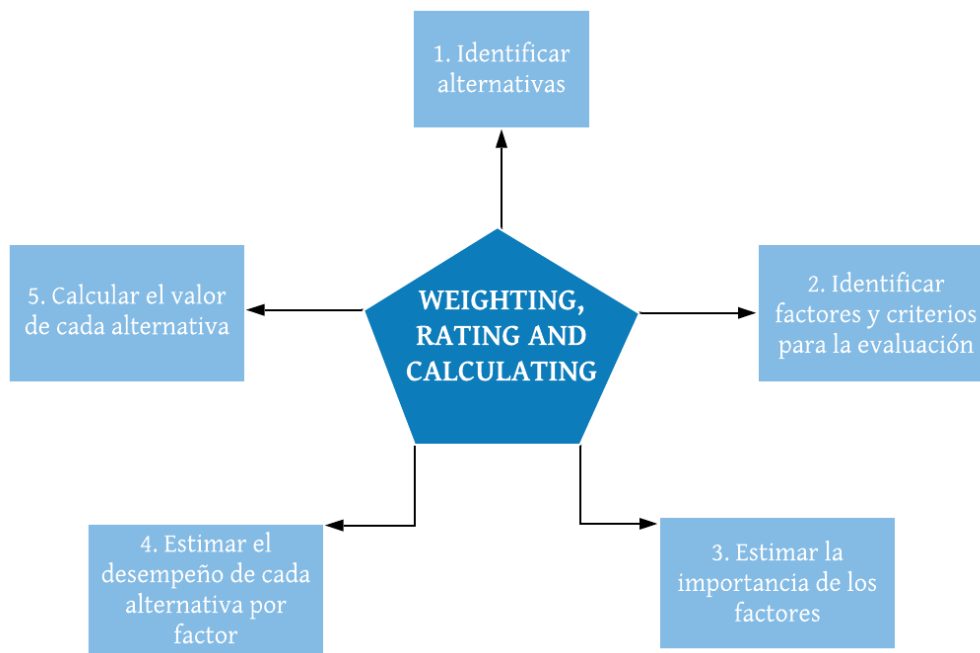 1. Identificar
alternativas
WEIGHTING,
RATING AND
CALCULATING
2. Identificar
factores y criterios
para la evaluación
3. Estimar la
importancia de los
factores
4. Estimar el
desempeño de cada
alternativa por
factor
5. Calcular el valor
de cada alternativa